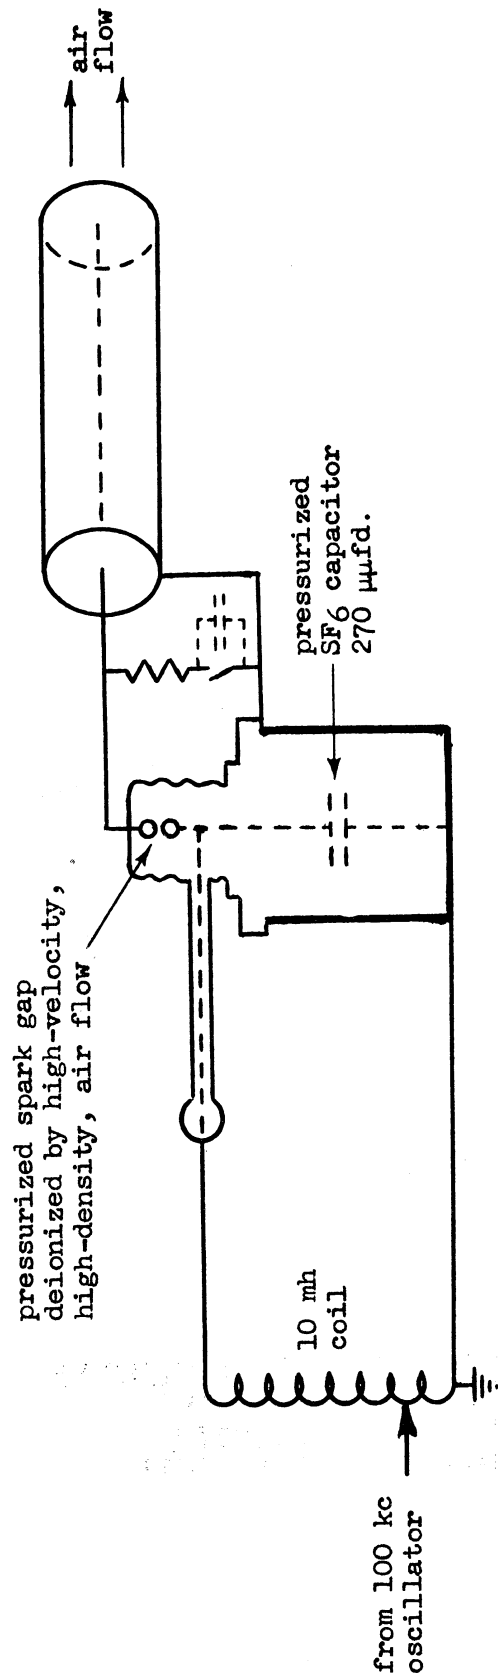 air
flow
pressurized spark gap
deionized by high-velocity,
high-density, air flow
pressurized
SF6 capacitor
270 μμfd.
10 mh
coil
from 100 kc
oscillator